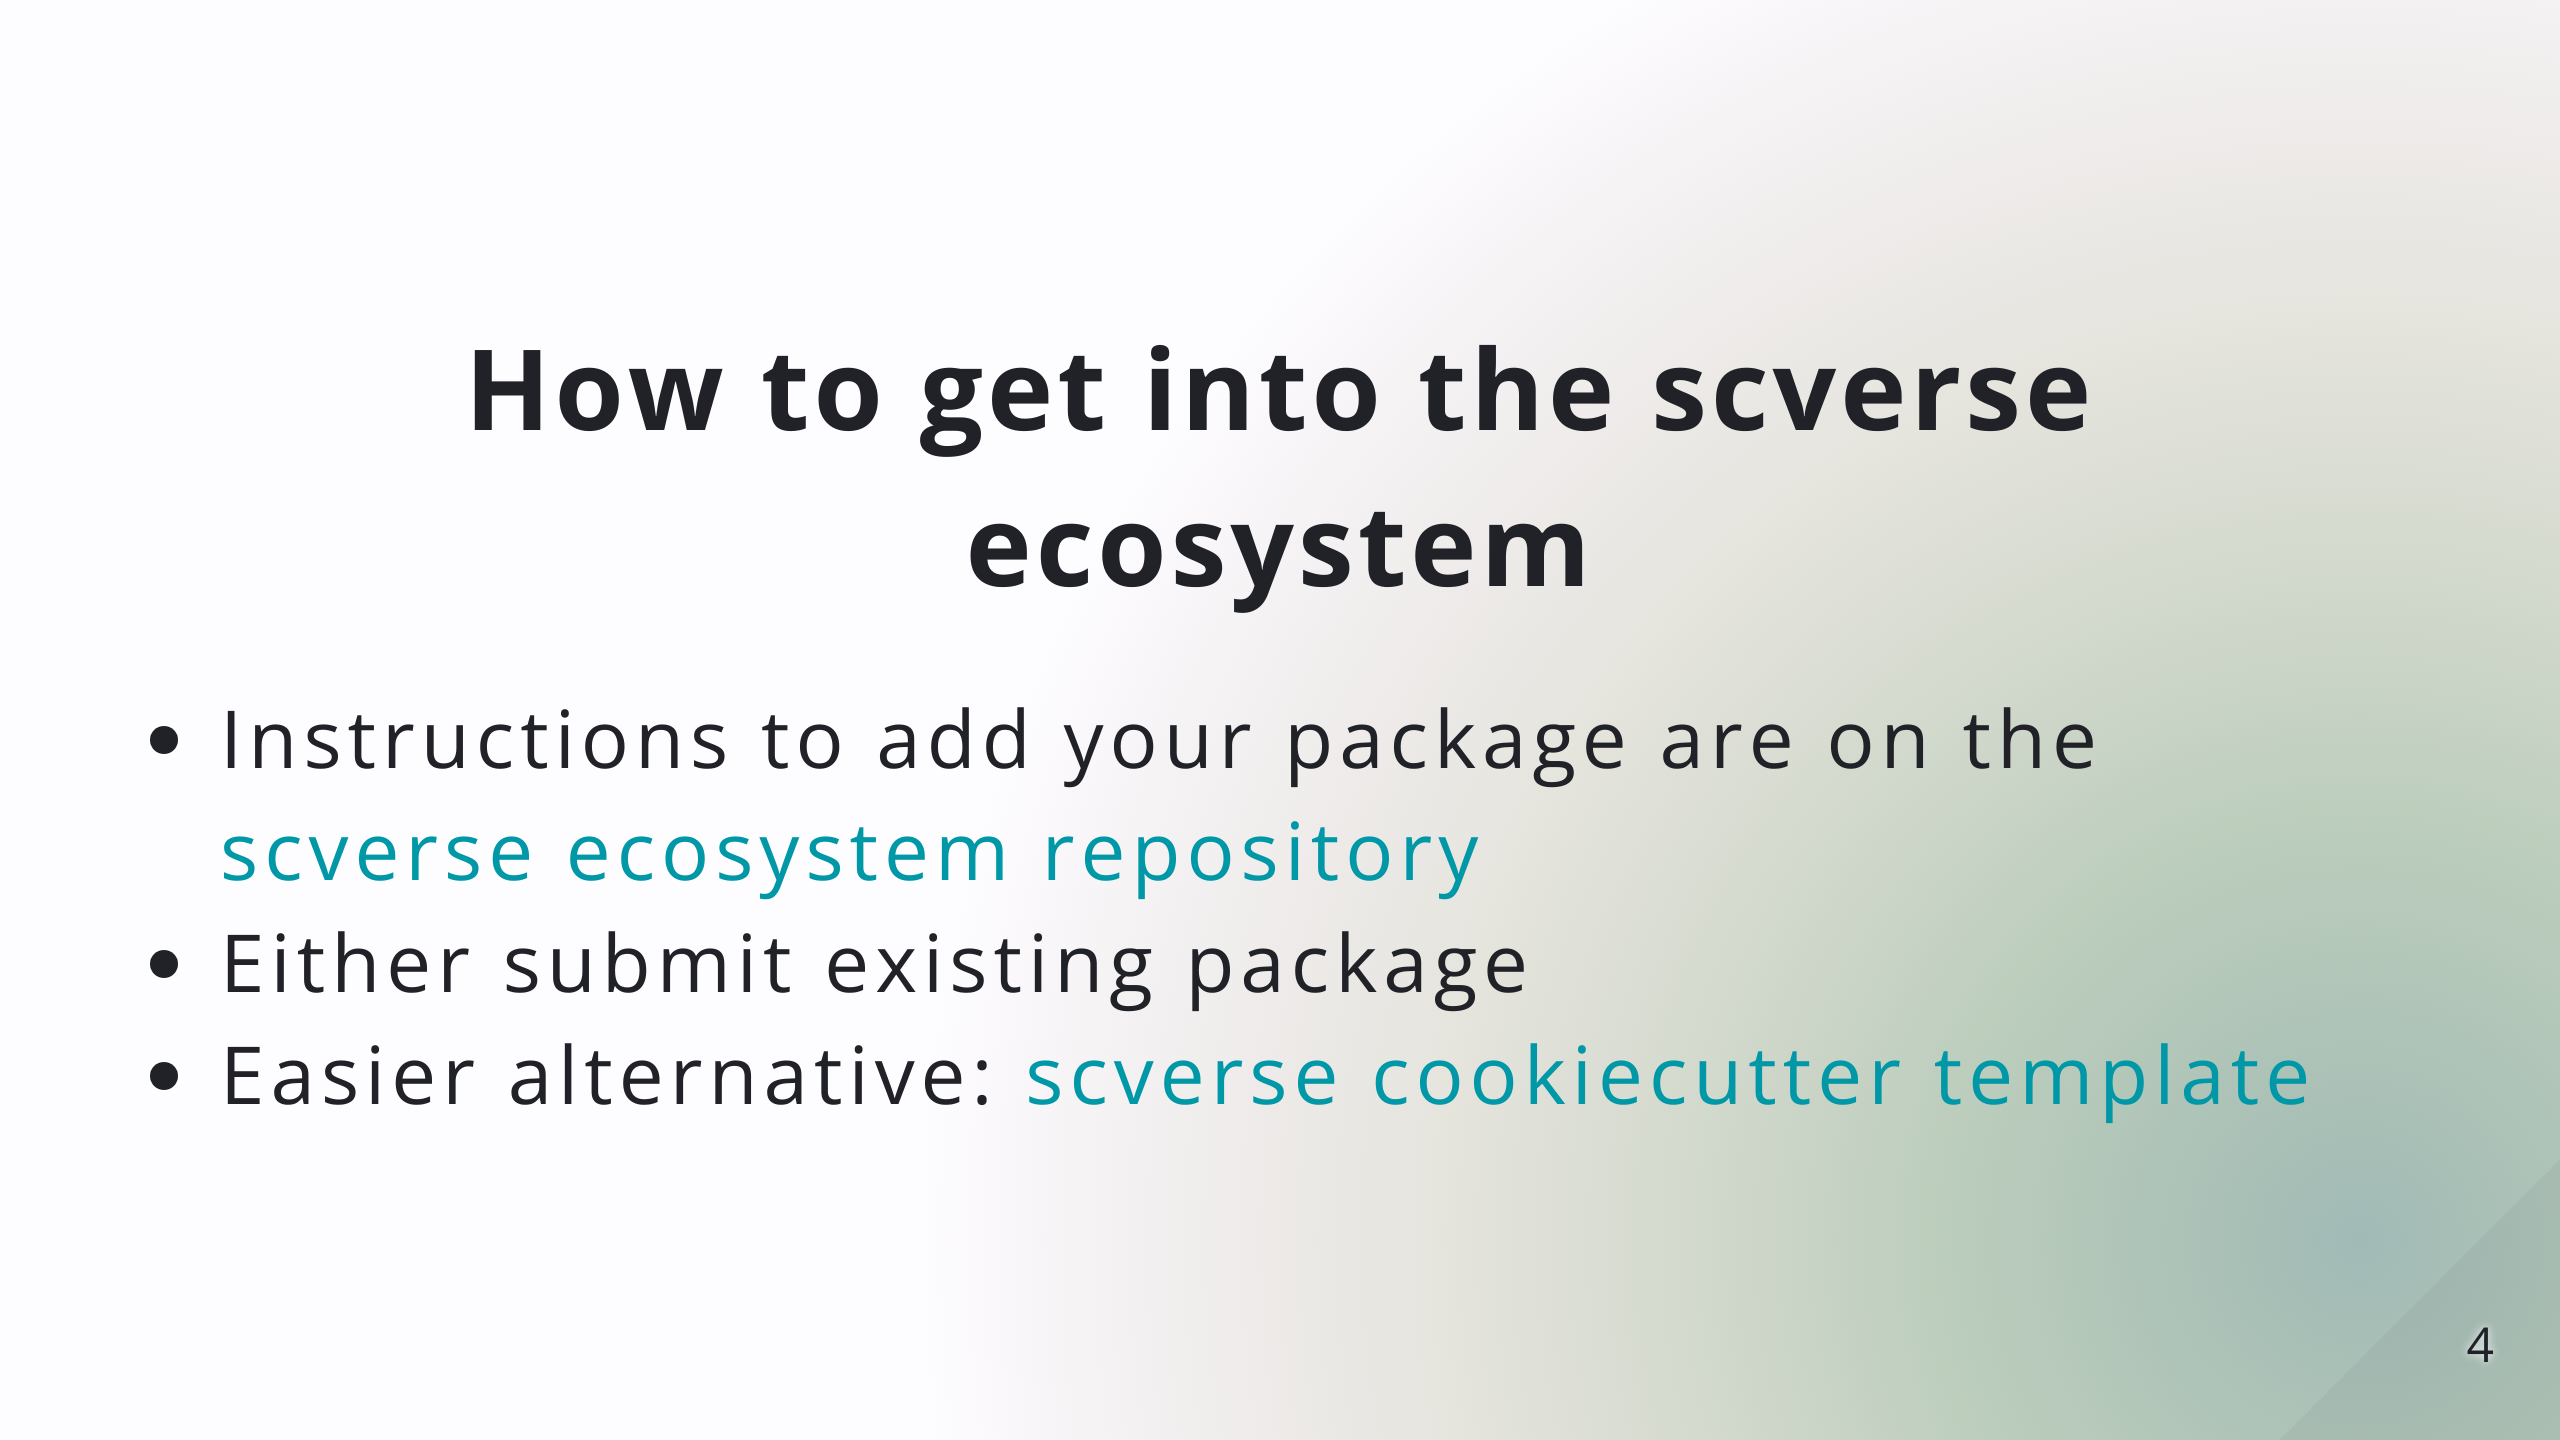 How to get into the scverse
ecosystem
• Instructions to add your package are on the
scverse ecosystem repository
• Either submit existing package
• Easier alternative: scverse cookiecutter template
4